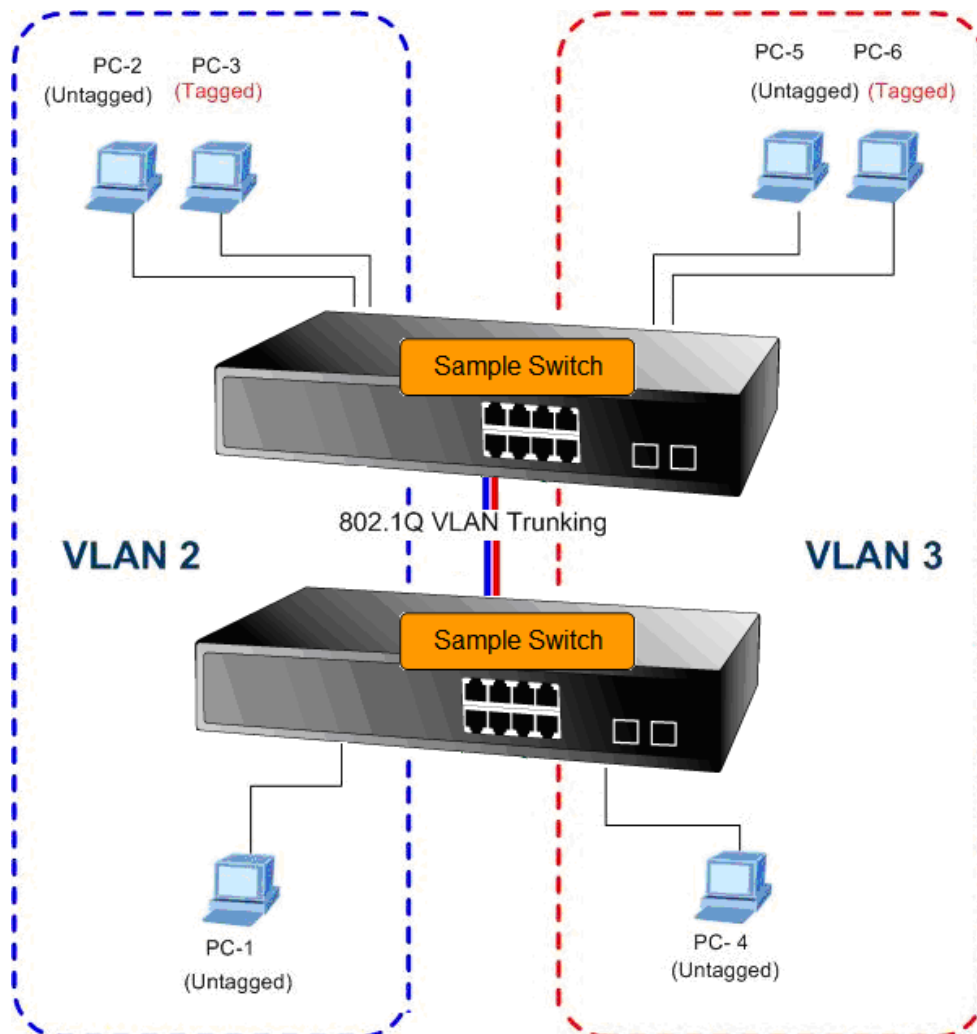 PC-2 PC-3
(Untagged) (Tagged)
PC-5 PC-6
(Untagged) (Tagged)
Sample Switch
802.1Q VLAN Trunking
VLAN 2
VLAN 3
Sample Switch
PC-1
(Untagged)
PC- 4
(Untagged)